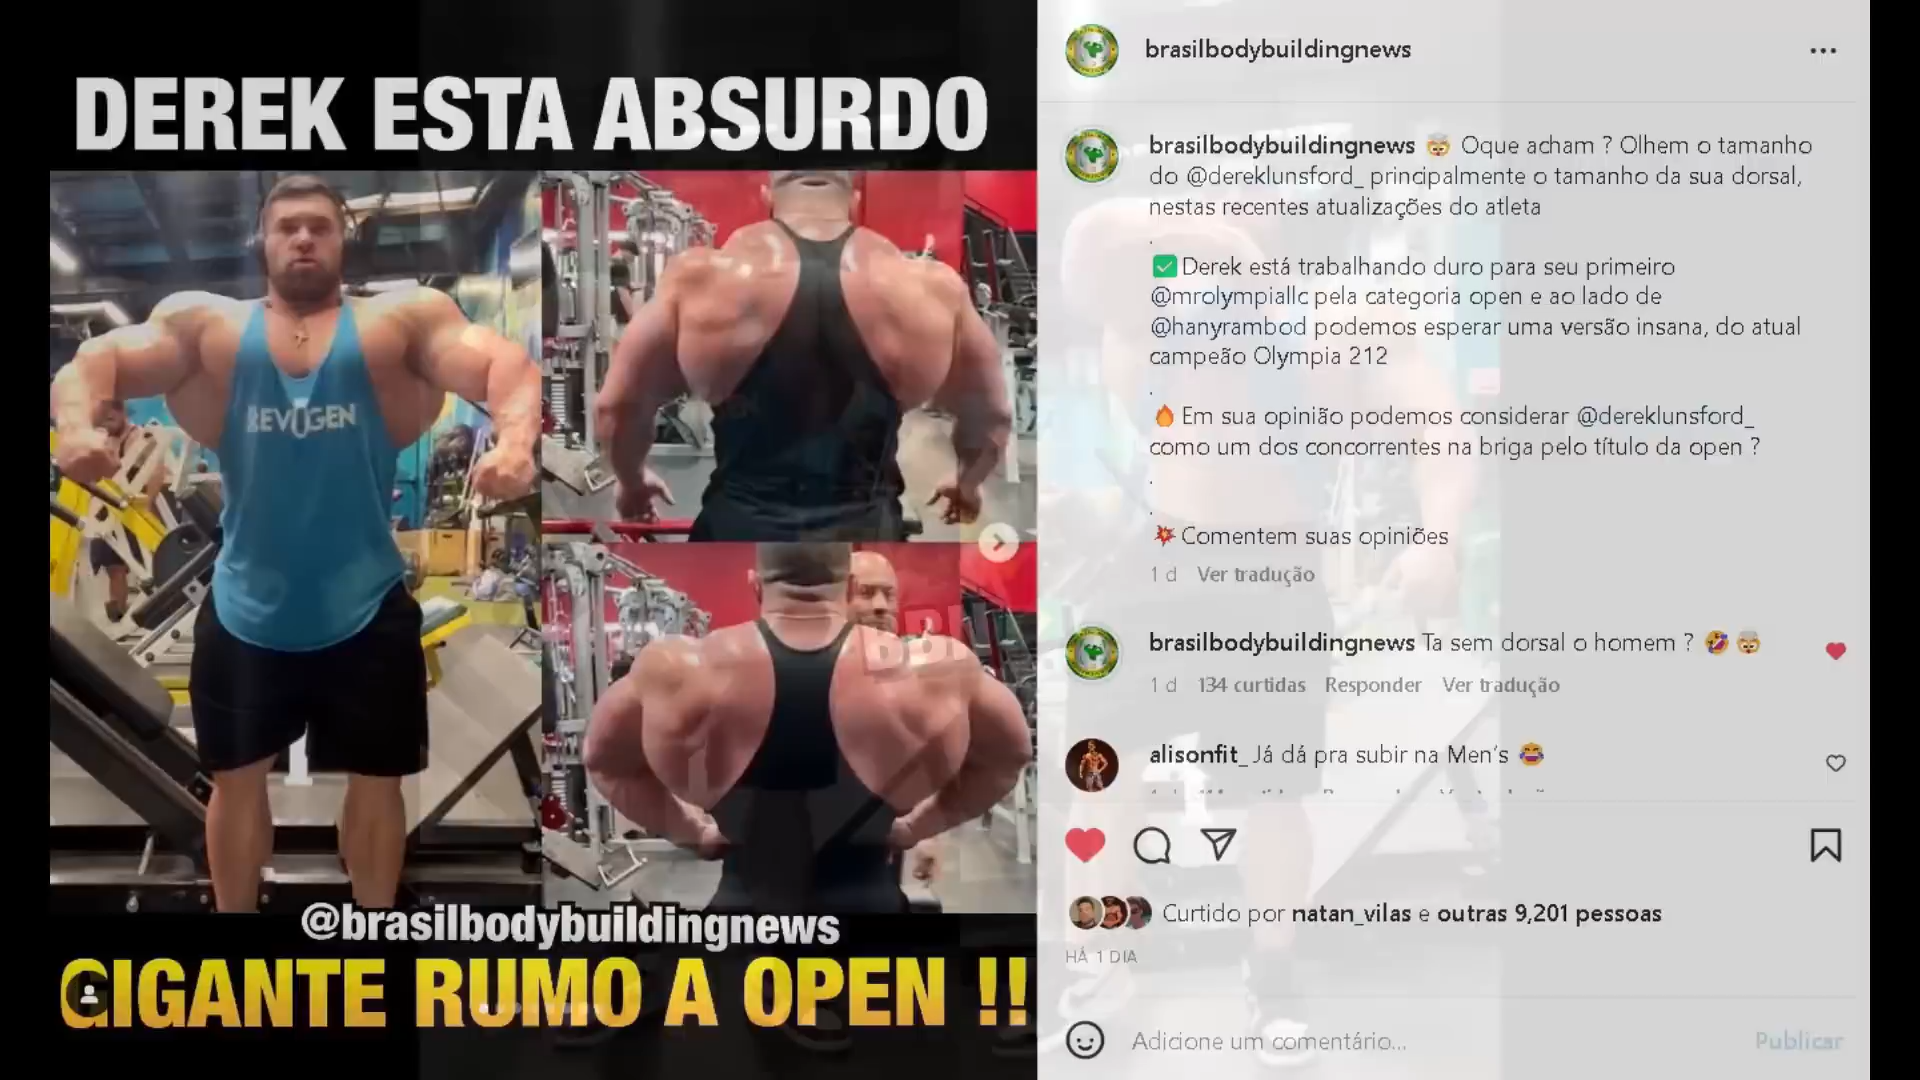 DEREK ESTA ABSURDO
REVOGEN
BBN
@brasilbodybuildingnews
GIGANTE RUMO A OPEN !!
brasilbodybuildingnews
brasilbodybuildingnews 🤯 Oque acham ? Olhem o tamanho
do @dereklunsford_ principalmente o tamanho da sua dorsal,
nestas recentes atualizações do atleta
.
✅Derek está trabalhando duro para seu primeiro
@mrolympiallc pela categoria open e ao lado de
@hanyrambod podemos esperar uma versão insana, do atual
campeão Olympia 212
.
🔥 Em sua opinião podemos considerar @dereklunsford_
como um dos concorrentes na briga pelo título da open ?
.
.
💥 Comentem suas opiniões
1 d Ver tradução
brasilbodybuildingnews Ta sem dorsal o homem ? 🤣 🤯
1 d 134 curtidas Responder Ver tradução
alisonfit_ Já dá pra subir na Men’s 😂
Curtido por natan_vilas e outras 9,201 pessoas
HÁ 1 DIA
Adicione um comentário...
Publicar